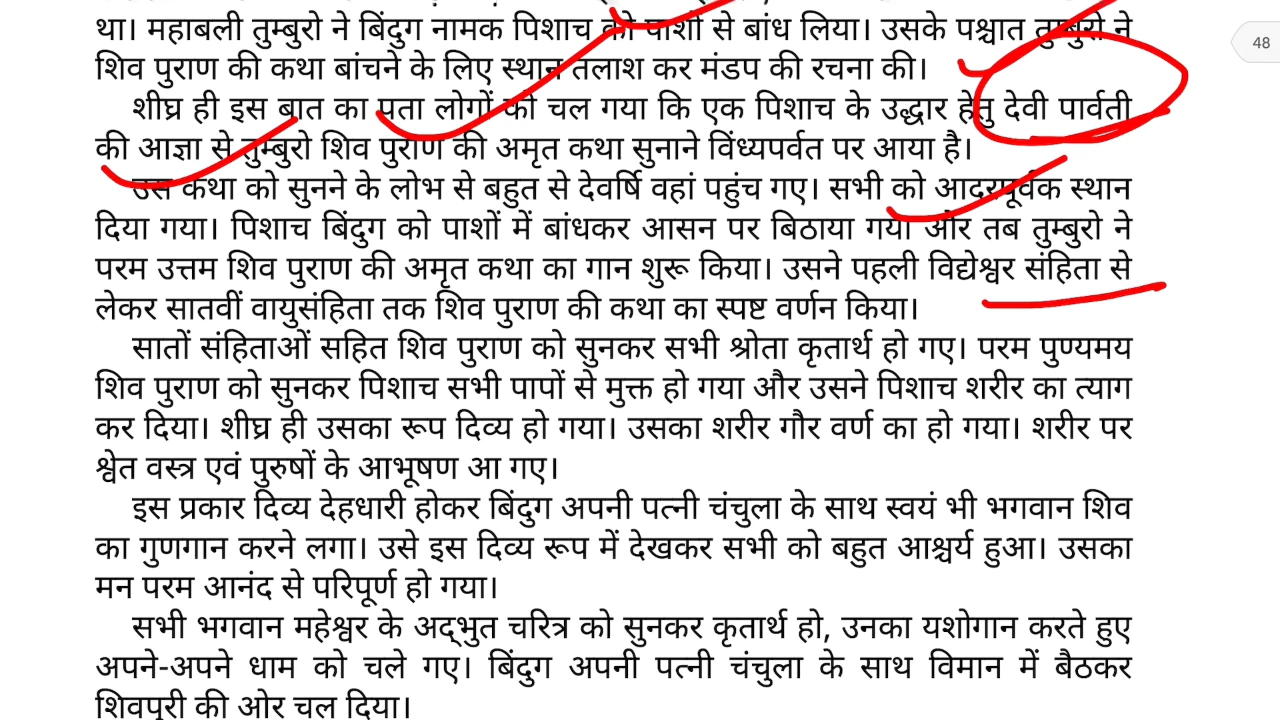 था। महाबली तुम्बुरो ने बिंदुग नामक पिशाच को पाशों से बांध लिया। उसके पश्चात तुम्बुरो ने
48
शिव पुराण की कथा बांचने के लिए स्थान तलाश कर मंडप की रचना की।
शीघ्र ही इस बात का पता लोगों को चल गया कि एक पिशाच के उद्धार हेतु देवी पार्वती
की आज्ञा से तुम्बुरो शिव पुराण की अमृत कथा सुनाने विंध्यपर्वत पर आया है।
उस कथा को सुनने के लोभ से बहुत से देवर्षि वहां पहुंच गए। सभी को आदरपूर्वक स्थान
दिया गया। पिशाच बिंदुग को पाशों में बांधकर आसन पर बिठाया गया और तब तुम्बुरो ने
परम उत्तम शिव पुराण की अमृत कथा का गान शुरू किया। उसने पहली विद्येश्वर संहिता से
लेकर सातवीं वायुसंहिता तक शिव पुराण की कथा का स्पष्ट वर्णन किया।
सातों संहिताओं सहित शिव पुराण को सुनकर सभी श्रोता कृतार्थ हो गए। परम पुण्यमय
शिव पुराण को सुनकर पिशाच सभी पापों से मुक्त हो गया और उसने पिशाच शरीर का त्याग
कर दिया। शीघ्र ही उसका रूप दिव्य हो गया। उसका शरीर गौर वर्ण का हो गया। शरीर पर
श्वेत वस्त्र एवं पुरुषों के आभूषण आ गए।
इस प्रकार दिव्य देहधारी होकर बिंदुग अपनी पत्नी चंचुला के साथ स्वयं भी भगवान शिव
का गुणगान करने लगा। उसे इस दिव्य रूप में देखकर सभी को बहुत आश्चर्य हुआ। उसका
मन परम आनंद से परिपूर्ण हो गया।
सभी भगवान महेश्वर के अद्‌भुत चरित्र को सुनकर कृतार्थ हो, उनका यशोगान करते हुए
अपने-अपने धाम को चले गए। बिंदुग अपनी पत्नी चंचुला के साथ विमान में बैठकर
शिवपुरी की ओर चल दिया।